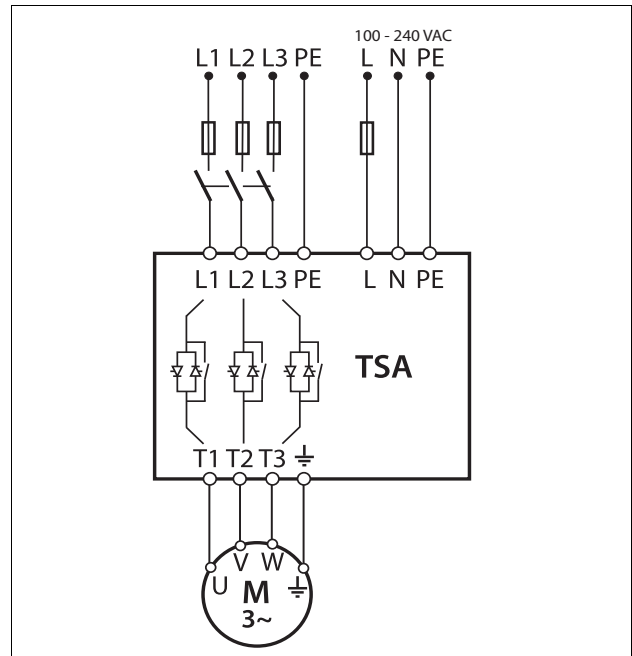 100 - 240 VAC
L1 L2 L3 PE L N PE
L1 L2 L3 PE L N PE
TSA
T1 T2 T3
U V W
M
3~